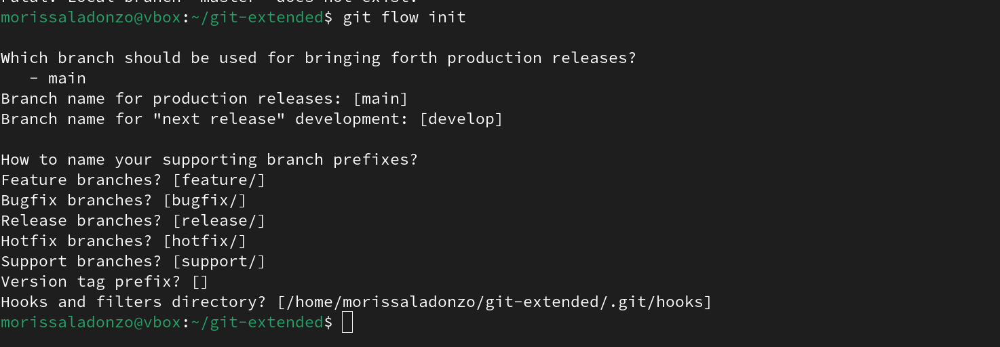 morissaladonzo@vbox:~/git-extended$ git flow init
Which branch should be used for bringing forth production releases?
- main
Branch name for production releases: [main]
Branch name for "next release" development: [develop]
How to name your supporting branch prefixes?
Feature branches? [feature/]
Bugfix branches? [bugfix/]
Release branches? [release/]
Hotfix branches? [hotfix/]
Support branches? [support/]
Version tag prefix? []
Hooks and filters directory? [/home/morissaladonzo/git-extended/.git/hooks]
morissaladonzo@vbox:~/git-extended$